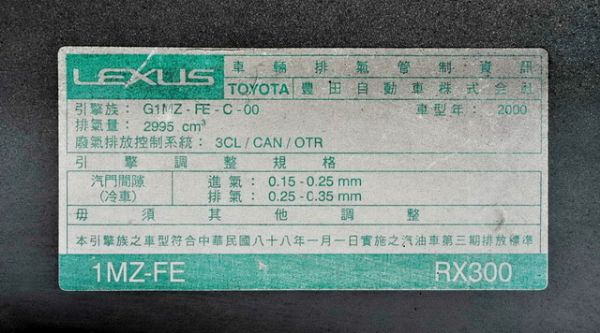 LEXUS 車輛排氣管制資訊
TOYOTA 豐田自動車株式会社
引擎族: G1MZ-FE-C-00 車型年: 2000
排氣量: 2995 cm³
廢氣排放控制系統: 3CL/CAN/OTR
引擎調整規格
汽門間隙 進氣: 0.15-0.25 mm
(冷車) 排氣: 0.25-0.35 mm
毋須其他調整
本引擎族之車型符合中華民國八十八年一月一日實施之汽油車第三期排放標準
1MZ-FE RX300